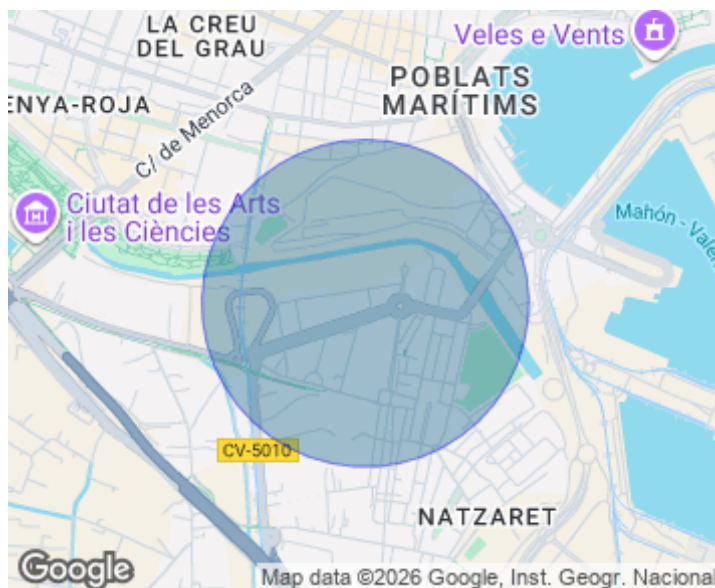 LA CREU
DEL GRAU
Veles e Vents
POBLATS
MARÍTIMS
ENYA-ROJA
C/ de Menorca
Ciutat de les Arts
i les Ciències
Mahón - Valen
CV-5010
NATZARET
Google
Map data ©2026 Google, Inst. Geogr. Nacional